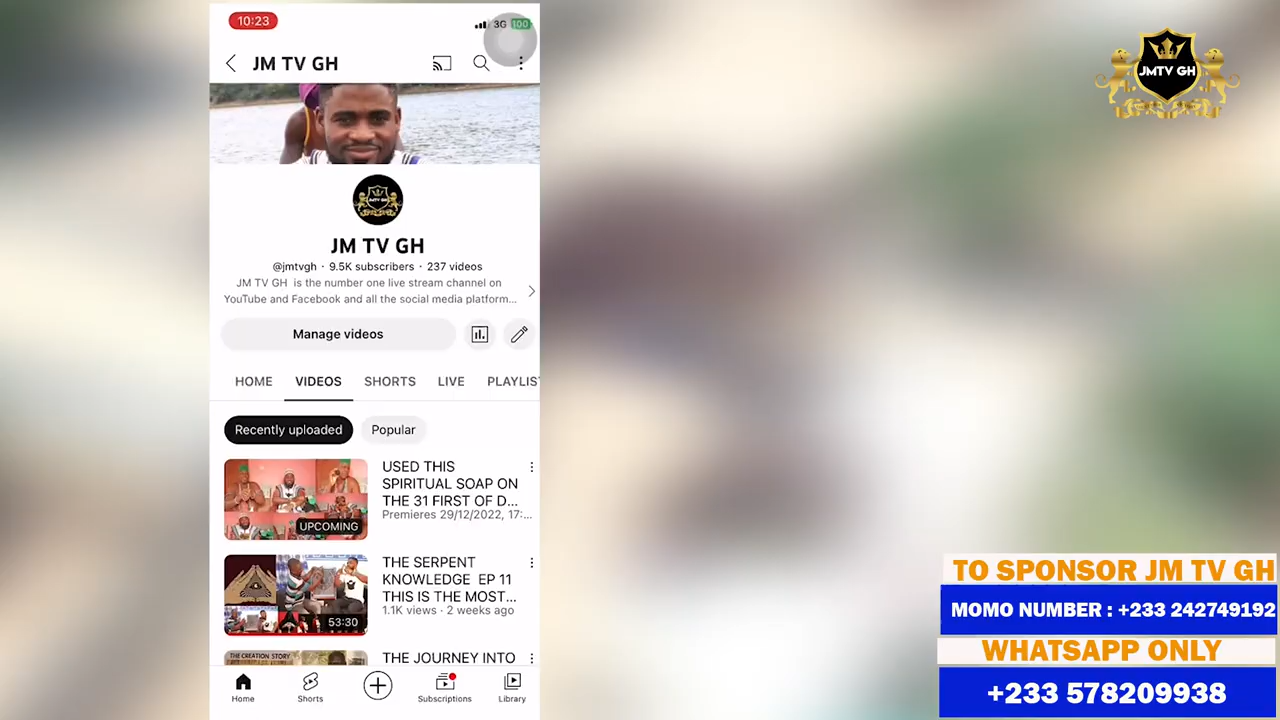 10:23
3G 100
JM TV GH
JMTV GH
JMTV GH
JM TV GH
@jmtvgh · 9.5K subscribers · 237 videos
JM TV GH is the number one live stream channel on
YouTube and Facebook and all the social media platform...
Manage videos
HOME VIDEOS SHORTS LIVE PLAYLIS
Recently uploaded Popular
USED THIS
SPIRITUAL SOAP ON
THE 31 FIRST OF D...
Premieres 29/12/2022, 17:...
UPCOMING
THE SERPENT
KNOWLEDGE EP 11
THIS IS THE MOST...
1.1K views · 2 weeks ago
53:30
THE CREATION STORY
THE JOURNEY INTO
Home Shorts Subscriptions Library
TO SPONSOR JM TV GH
MOMO NUMBER : +233 242749192
WHATSAPP ONLY
+233 578209938